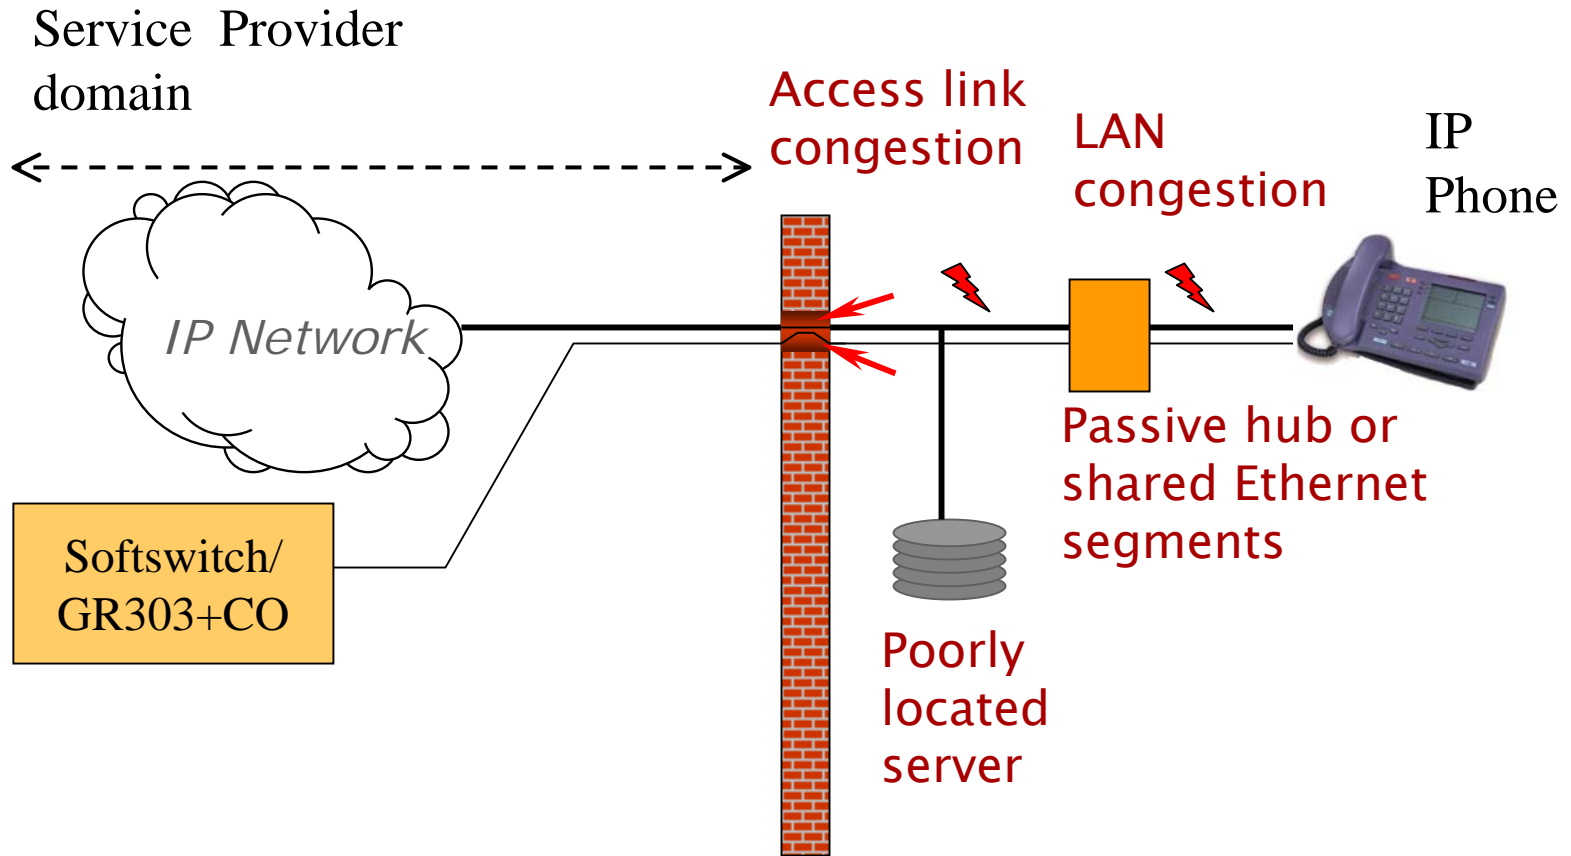 Service Provider
domain
Access link
congestion
LAN
congestion
IP
Phone
IP Network
Passive hub or
shared Ethernet
segments
Softswitch/
GR303+CO
Poorly
located
server